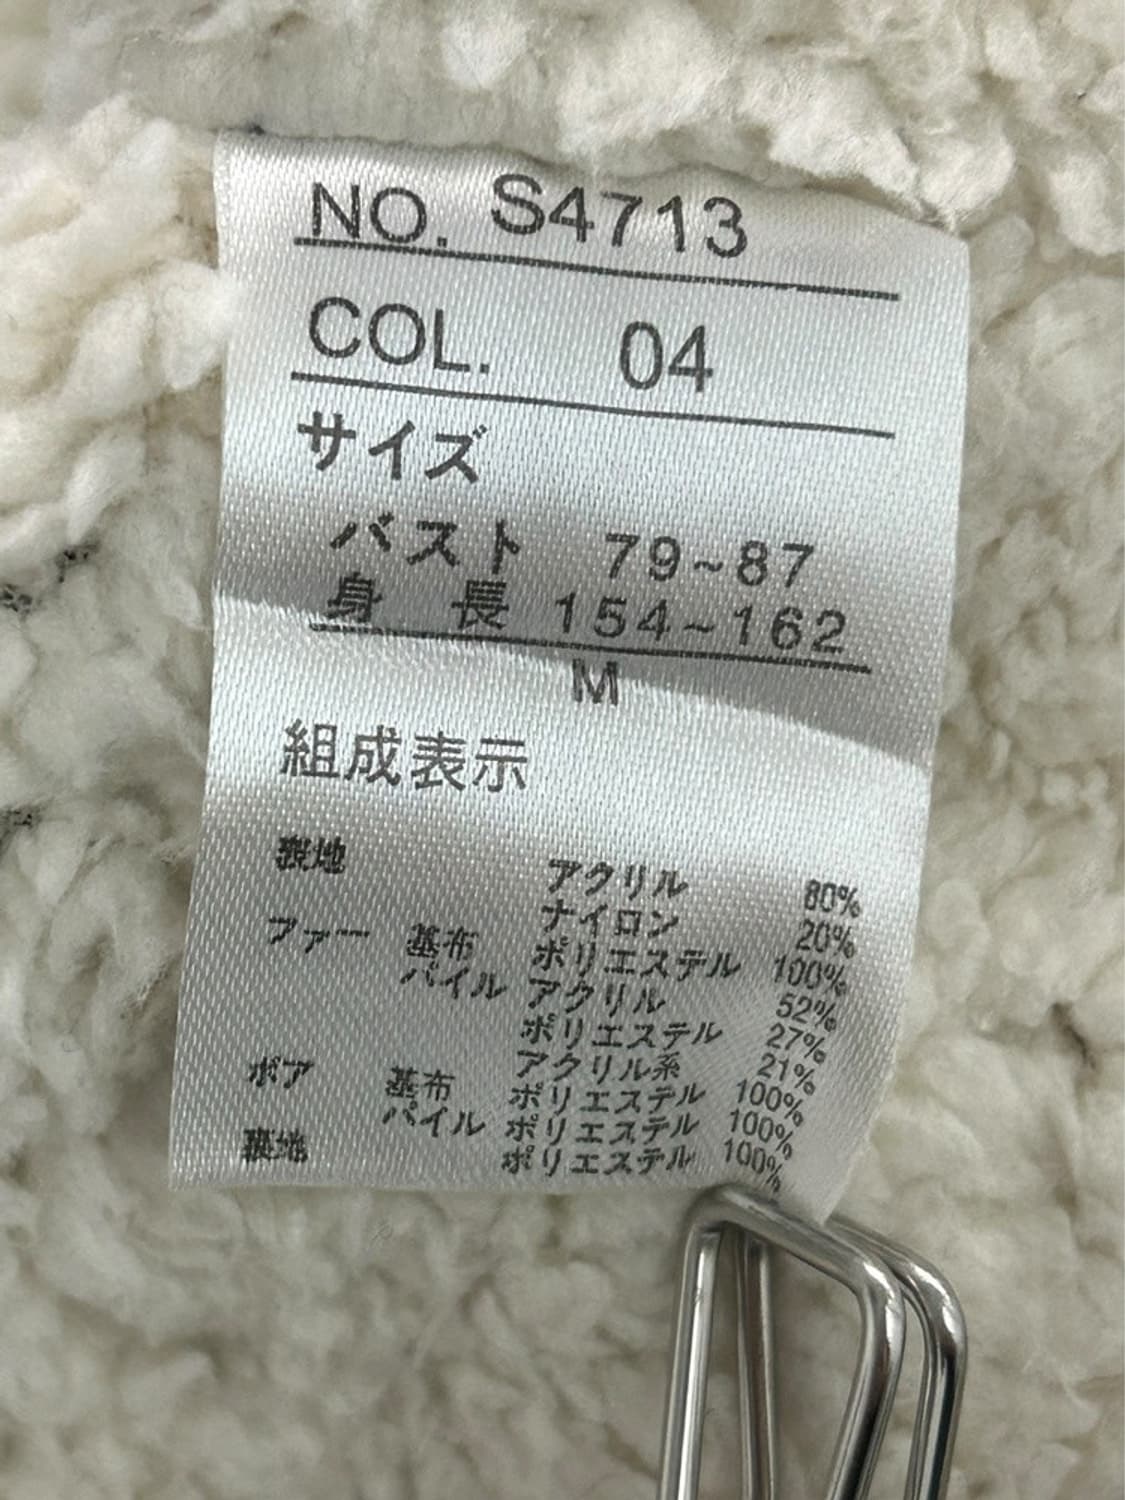 NO. S4713
COL. 04
サイズ
バスト 79~87
身 長 154~162
M
組成表示
表地 アクリル 80%
ナイロン 20%
ファー 基布 ポリエステル 100%
パイル アクリル 52%
ポリエステル 27%
アクリル系 21%
ボア 基布 ポリエステル 100%
パイル ポリエステル 100%
裏地 ポリエステル 100%